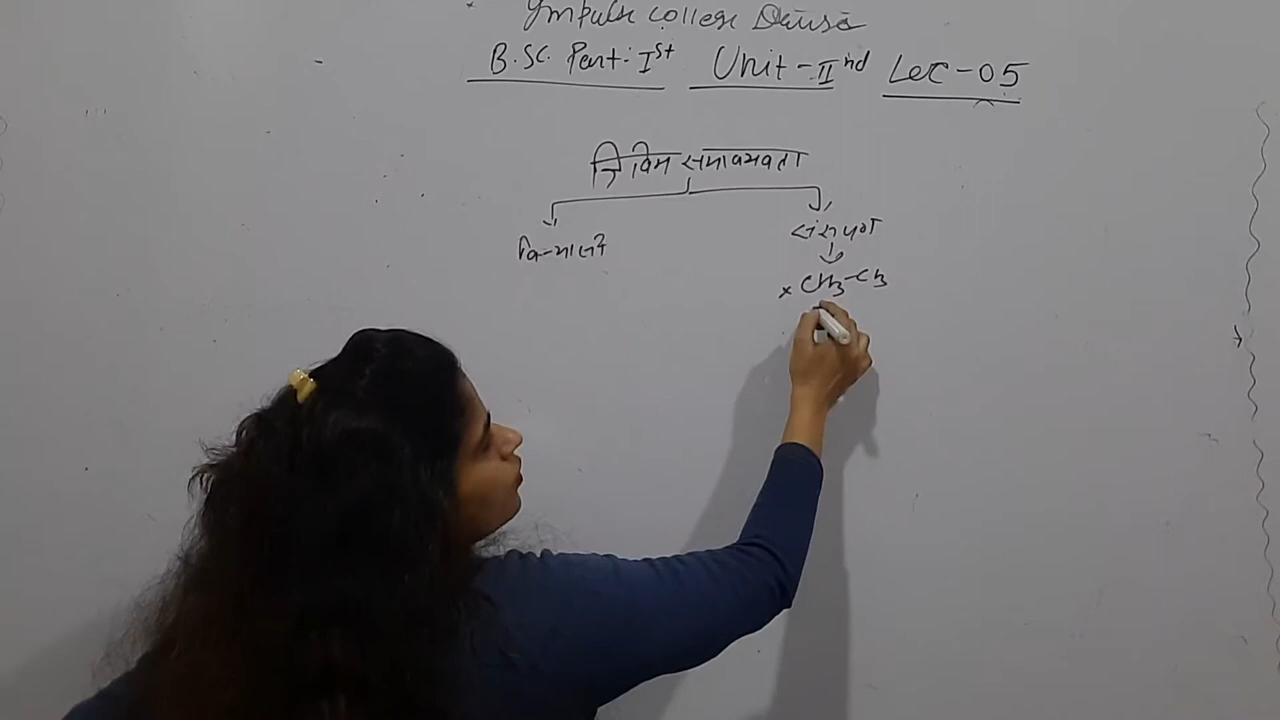 Impulse college Dausa
B.SC. Part-Ist Unit-IInd Lec-05
त्रिविम समावयवता
विन्यासी संरूपण
x CH3-CH3